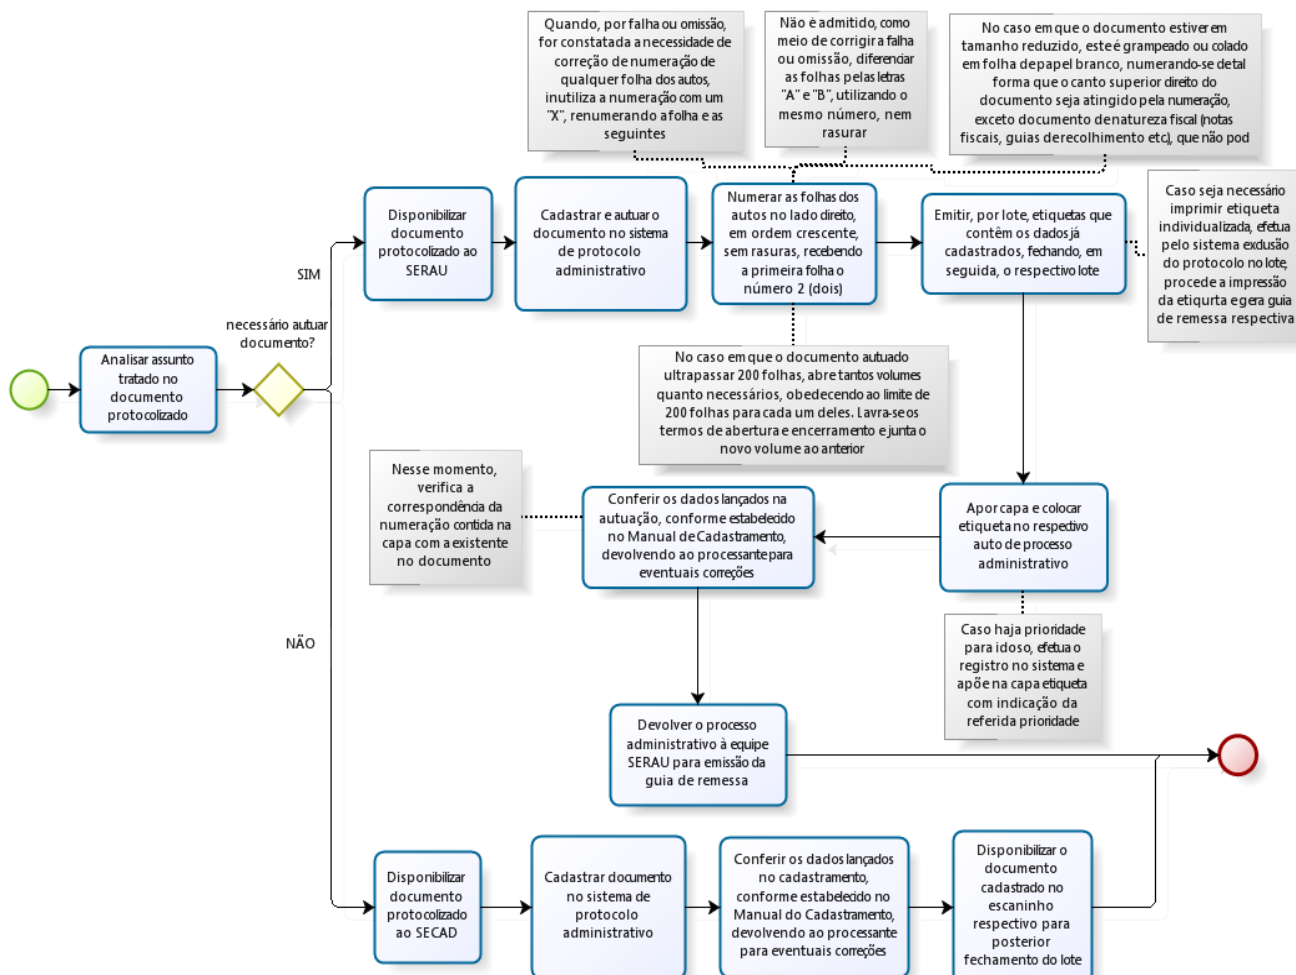 Quando, por falha ou omissão,
for constatada a necessidade de
correção de numeração de
qualquer folha dos autos,
inutiliza a numeração com um
"X", renumerando a folha e as
seguintes
Não é admitido, como
meio de corrigir a falha
ou omissão, diferenciar
as folhas pelas letras
"A" e "B", utilizando o
mesmo número, nem
rasurar
No caso em que o documento estiver em
tamanho reduzido, este é grampeado ou colado
em folha de papel branco, numerando-se de tal
forma que o canto superior direito do
documento seja atingido pela numeração,
exceto documento de natureza fiscal (notas
fiscais, guias de recolhimento etc), que não pod
Caso seja necessário
imprimir etiqueta
individualizada, efetua
pelo sistema exclusão
do protocolo no lote,
procede a impressão
da etiqurta e gera guia
de remessa respectiva
Disponibilizar
documento
protocolizado ao
SERAU
Cadastrar e autuar o
documento no sistema
de protocolo
administrativo
Numerar as folhas dos
autos no lado direito,
em ordem crescente,
sem rasuras, recebendo
a primeira folha o
número 2 (dois)
Emitir, por lote, etiquetas que
contêm os dados já
cadastrados, fechando, em
seguida, o respectivo lote
SIM
necessário autuar
documento?
Analisar assunto
tratado no
documento
protocolizado
No caso em que o documento autuado
ultrapassar 200 folhas, abre tantos volumes
quanto necessários, obedecendo ao limite de
200 folhas para cada um deles. Lavra-se os
termos de abertura e encerramento e junta o
novo volume ao anterior
Nesse momento,
verifica a
correspondência da
numeração contida na
capa com a existente
no documento
Conferir os dados lançados na
autuação, conforme estabelecido
no Manual de Cadastramento,
devolvendo ao processante para
eventuais correções
Apor capa e colocar
etiqueta no respectivo
auto de processo
administrativo
Caso haja prioridade
para idoso, efetua o
registro no sistema e
apõe na capa etiqueta
com indicação da
referida prioridade
NÃO
Devolver o processo
administrativo à equipe
SERAU para emissão da
guia de remessa
Disponibilizar
documento
protocolizado
ao SECAD
Cadastrar documento
no sistema de
protocolo
administrativo
Conferir os dados lançados
no cadastramento,
conforme estabelecido no
Manual do Cadastramento,
devolvendo ao processante
para eventuais correções
Disponibilizar o
documento
cadastrado no
escaninho
respectivo para
posterior
fechamento do lote